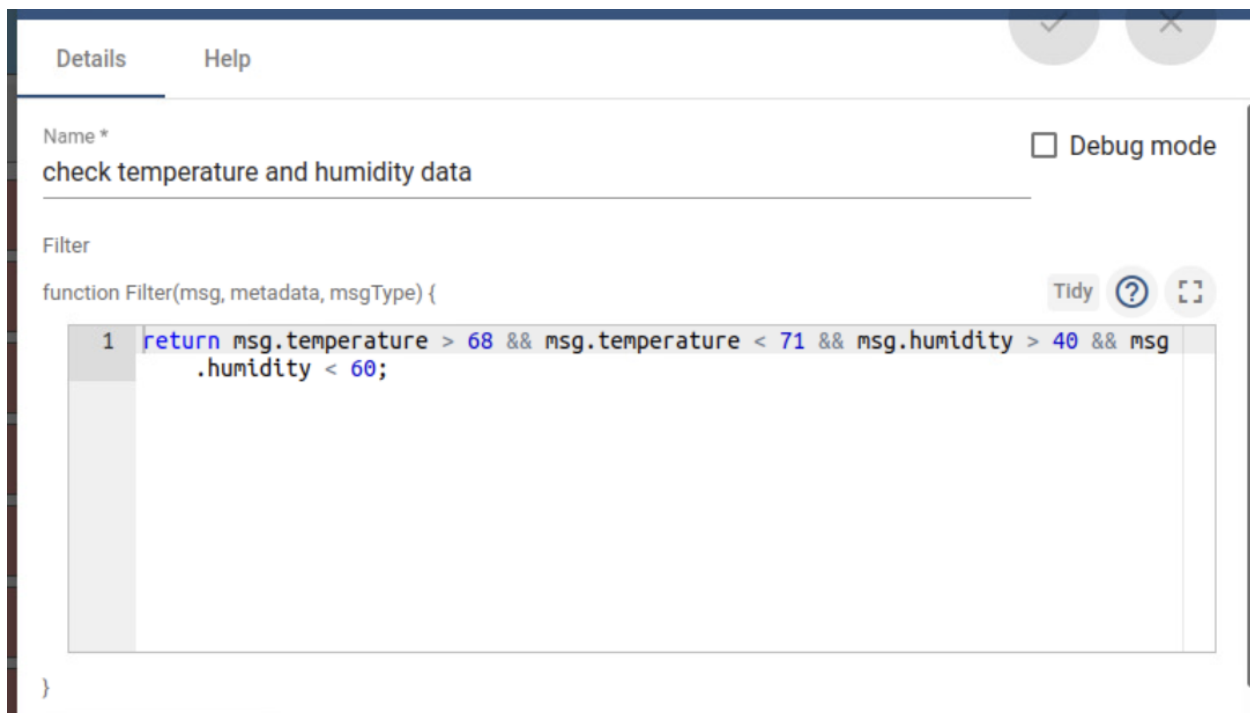 Details Help
Name *
Debug mode
check temperature and humidity data
Filter
function Filter(msg, metadata, msgType) {
Tidy
1 return msg.temperature > 68 && msg.temperature < 71 && msg.humidity > 40 && msg
.humidity < 60;
}